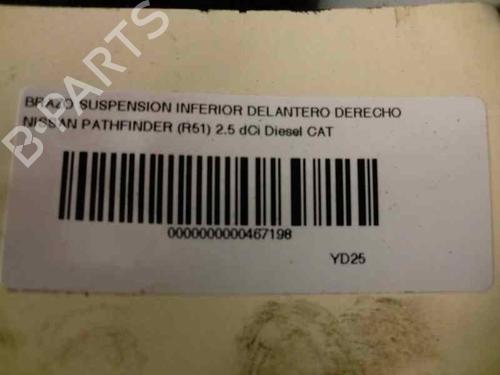 BRAZO SUSPENSION INFERIOR DELANTERO DERECHO
NISSAN PATHFINDER (R51) 2.5 dCi Diesel CAT
0000000000467198
YD25
B-PARTS